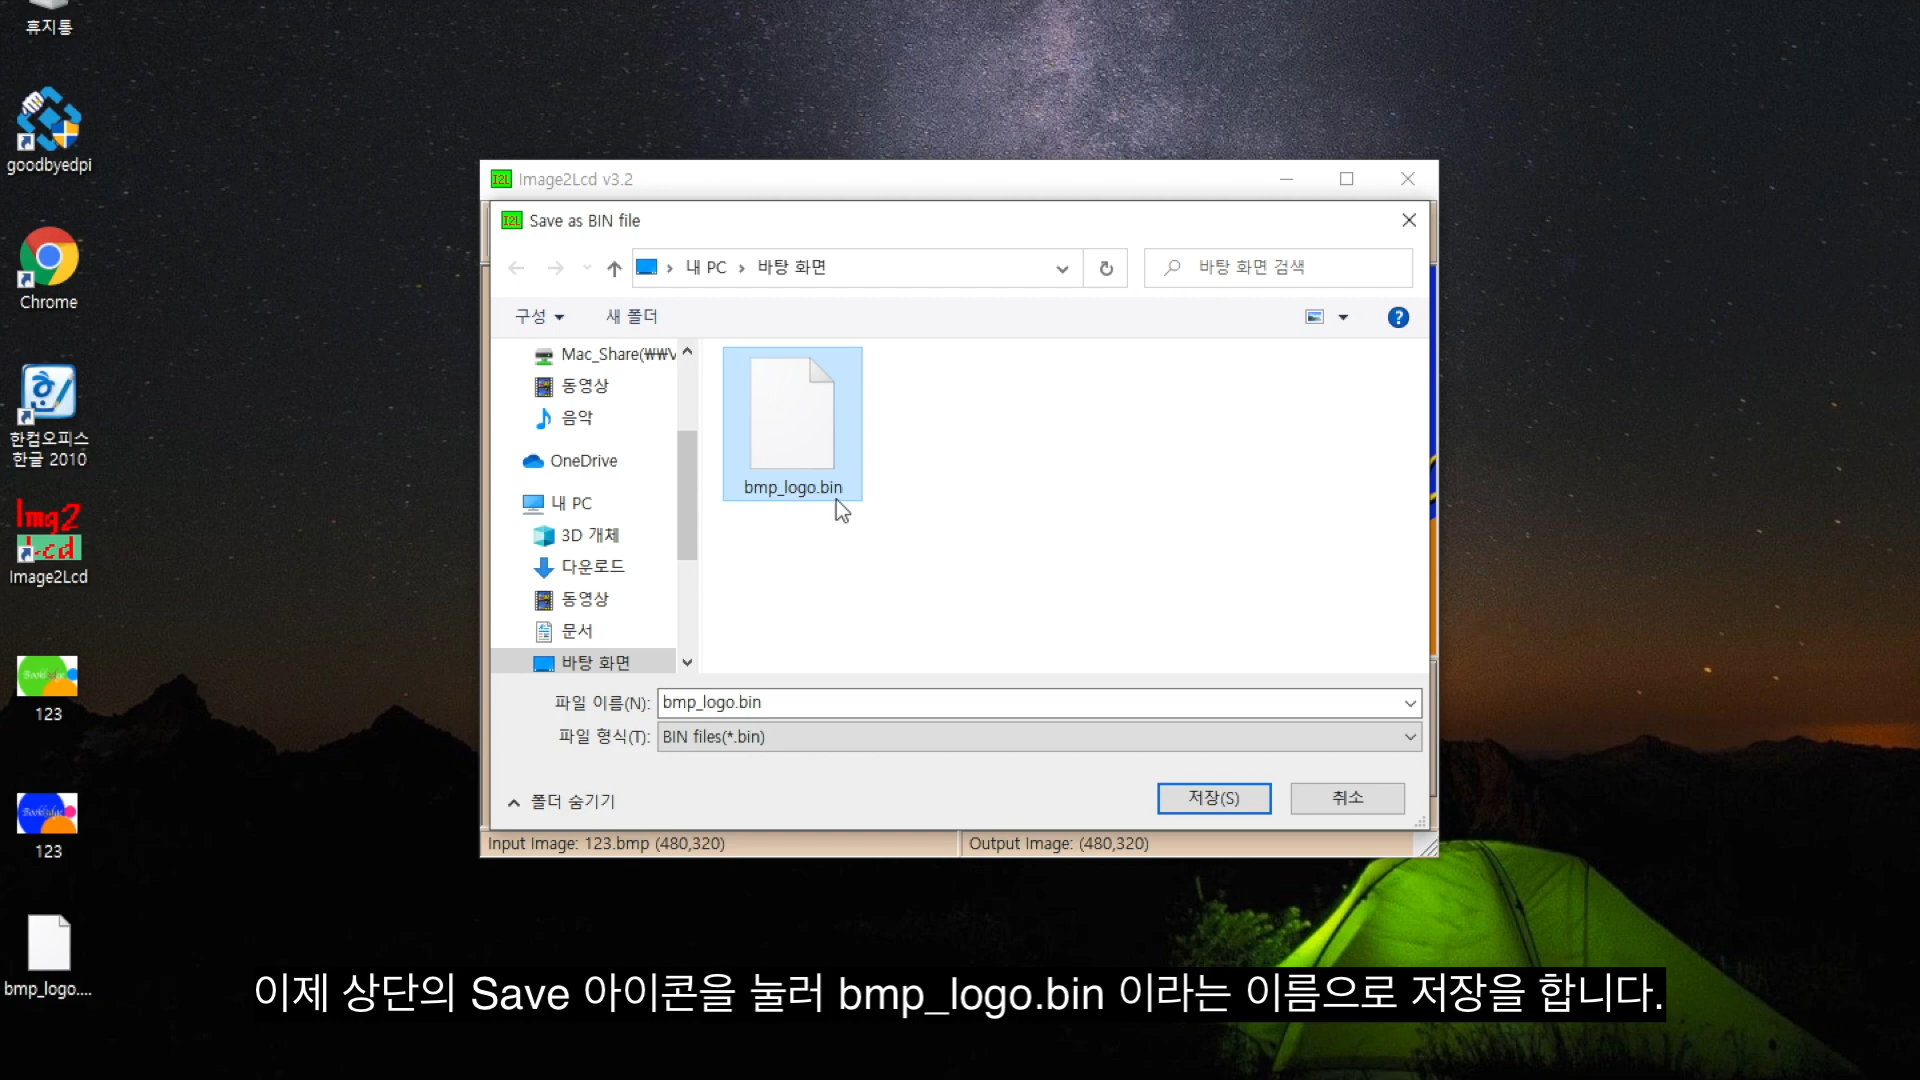 휴지통
goodbyedpi
Chrome
한컴오피스
한글 2010
Img2
Lcd
Image2Lcd
123
123
bmp_logo....
I2L Image2Lcd v3.2
I2L Save as BIN file
내 PC
바탕 화면
바탕 화면 검색
구성
새 폴더
?
Mac_Share(₩₩V
동영상
음악
OneDrive
내 PC
3D 개체
다운로드
동영상
문서
바탕 화면
bmp_logo.bin
파일 이름(N): bmp_logo.bin
파일 형식(T): BIN files(*.bin)
폴더 숨기기
저장(S)
취소
Input Image: 123.bmp (480,320)
Output Image: (480,320)
이제 상단의 Save 아이콘을 눌러 bmp_logo.bin 이라는 이름으로 저장을 합니다.